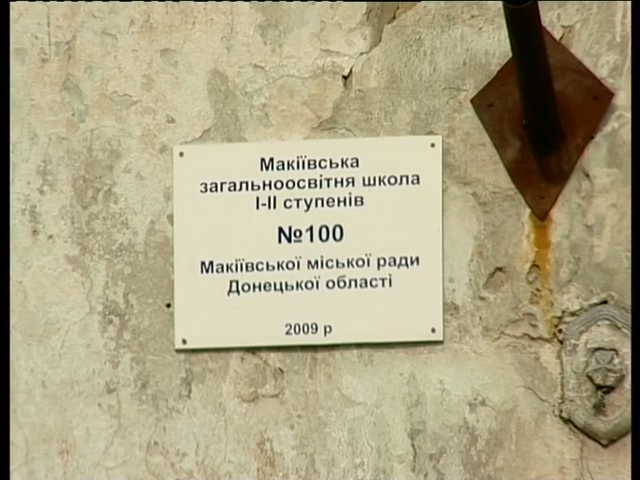 Макіївська
загальноосвітня школа
І-ІІ ступенів
№100
Макіївської міської ради
Донецької області
2009 р